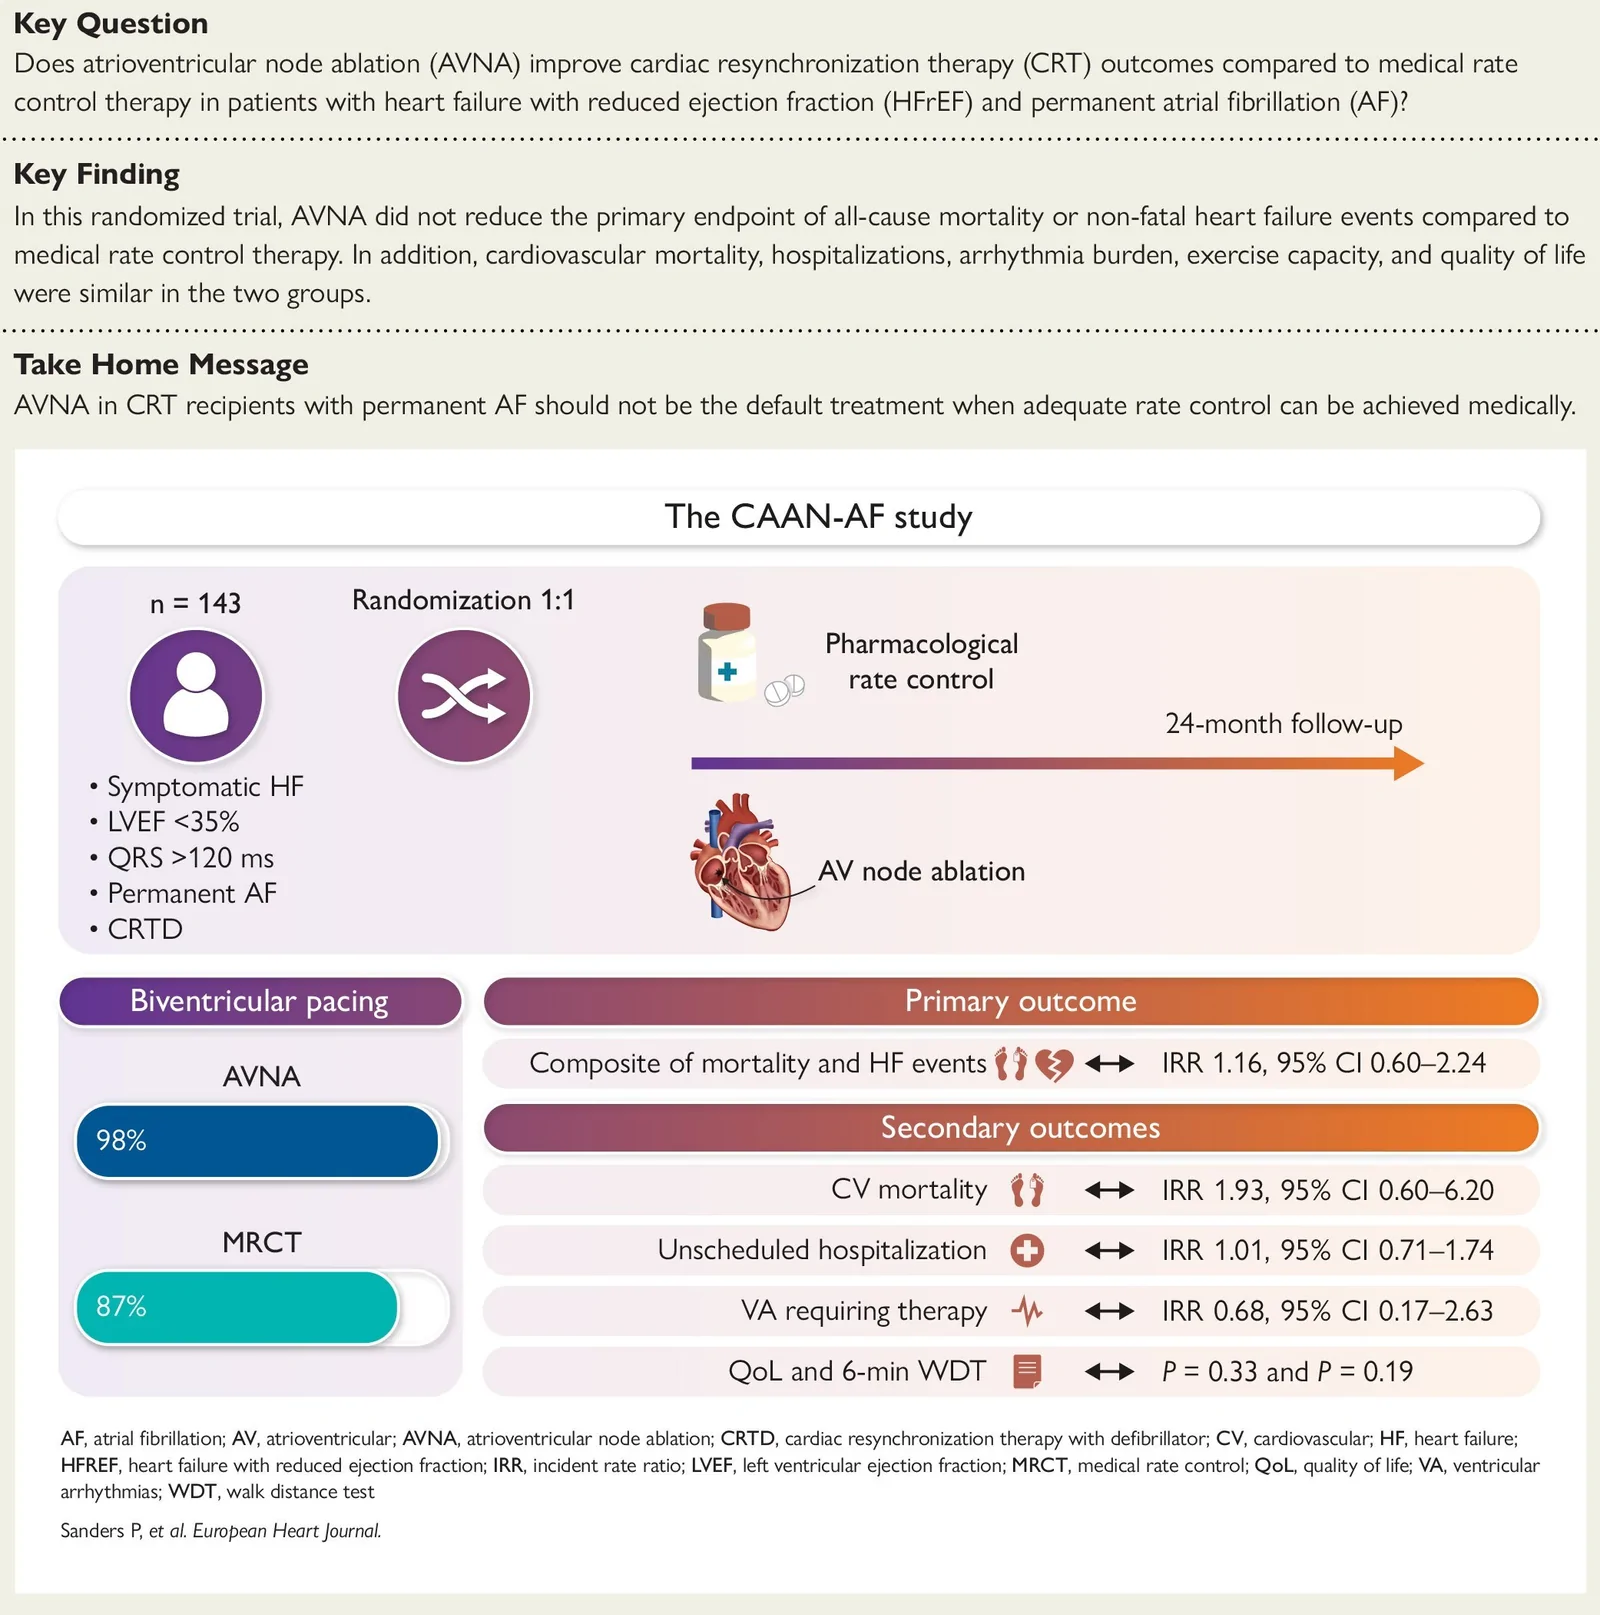 Key Question
Does atrioventricular node ablation (AVNA) improve cardiac resynchronization therapy (CRT) outcomes compared to medical rate
control therapy in patients with heart failure with reduced ejection fraction (HFrEF) and permanent atrial fibrillation (AF)?
Key Finding
In this randomized trial, AVNA did not reduce the primary endpoint of all-cause mortality or non-fatal heart failure events compared to
medical rate control therapy. In addition, cardiovascular mortality, hospitalizations, arrhythmia burden, exercise capacity, and quality of life
were similar in the two groups.
Take Home Message
AVNA in CRT recipients with permanent AF should not be the default treatment when adequate rate control can be achieved medically.
The CAAN-AF study
n = 143
Randomization 1:1
• Symptomatic HF
• LVEF <35%
• QRS >120 ms
• Permanent AF
• CRTD
Pharmacological
rate control
24-month follow-up
AV node ablation
Biventricular pacing
AVNA
98%
MRCT
87%
Primary outcome
Composite of mortality and HF events IRR 1.16, 95% CI 0.60–2.24
Secondary outcomes
CV mortality IRR 1.93, 95% CI 0.60–6.20
Unscheduled hospitalization IRR 1.01, 95% CI 0.71–1.74
VA requiring therapy IRR 0.68, 95% CI 0.17–2.63
QoL and 6-min WDT P = 0.33 and P = 0.19
AF, atrial fibrillation; AV, atrioventricular; AVNA, atrioventricular node ablation; CRTD, cardiac resynchronization therapy with defibrillator; CV, cardiovascular; HF, heart failure;
HFREF, heart failure with reduced ejection fraction; IRR, incident rate ratio; LVEF, left ventricular ejection fraction; MRCT, medical rate control; QoL, quality of life; VA, ventricular
arrhythmias; WDT, walk distance test
Sanders P, et al. European Heart Journal.